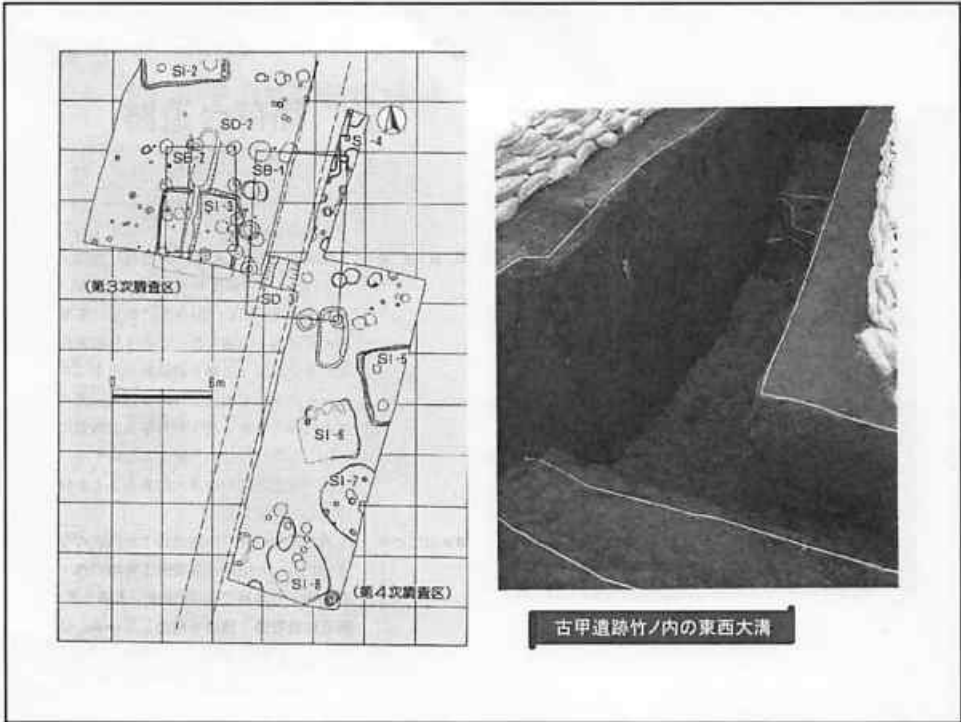 SI-2
SD-2
SI-4
SB-2
SB-1
SI-3
(第3次調査区)
SD 3
0
8m
SI-5
SI-6
SI-7
SI-8
(第4次調査区)
古甲遺跡竹ノ内の東西大溝